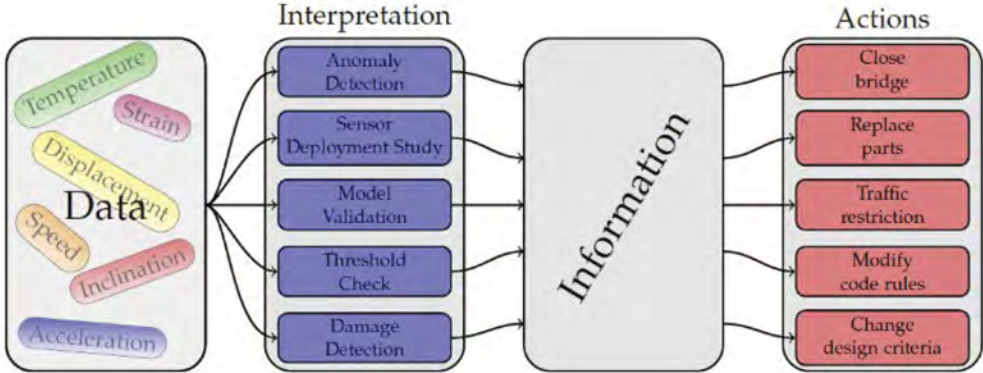 Interpretation
Actions
Temperature
Strain
Displacement
Data
Speed
Inclination
Acceleration
Anomaly
Detection
Sensor
Deployment Study
Model
Validation
Threshold
Check
Damage
Detection
Information
Close
bridge
Replace
parts
Traffic
restriction
Modify
code rules
Change
design criteria